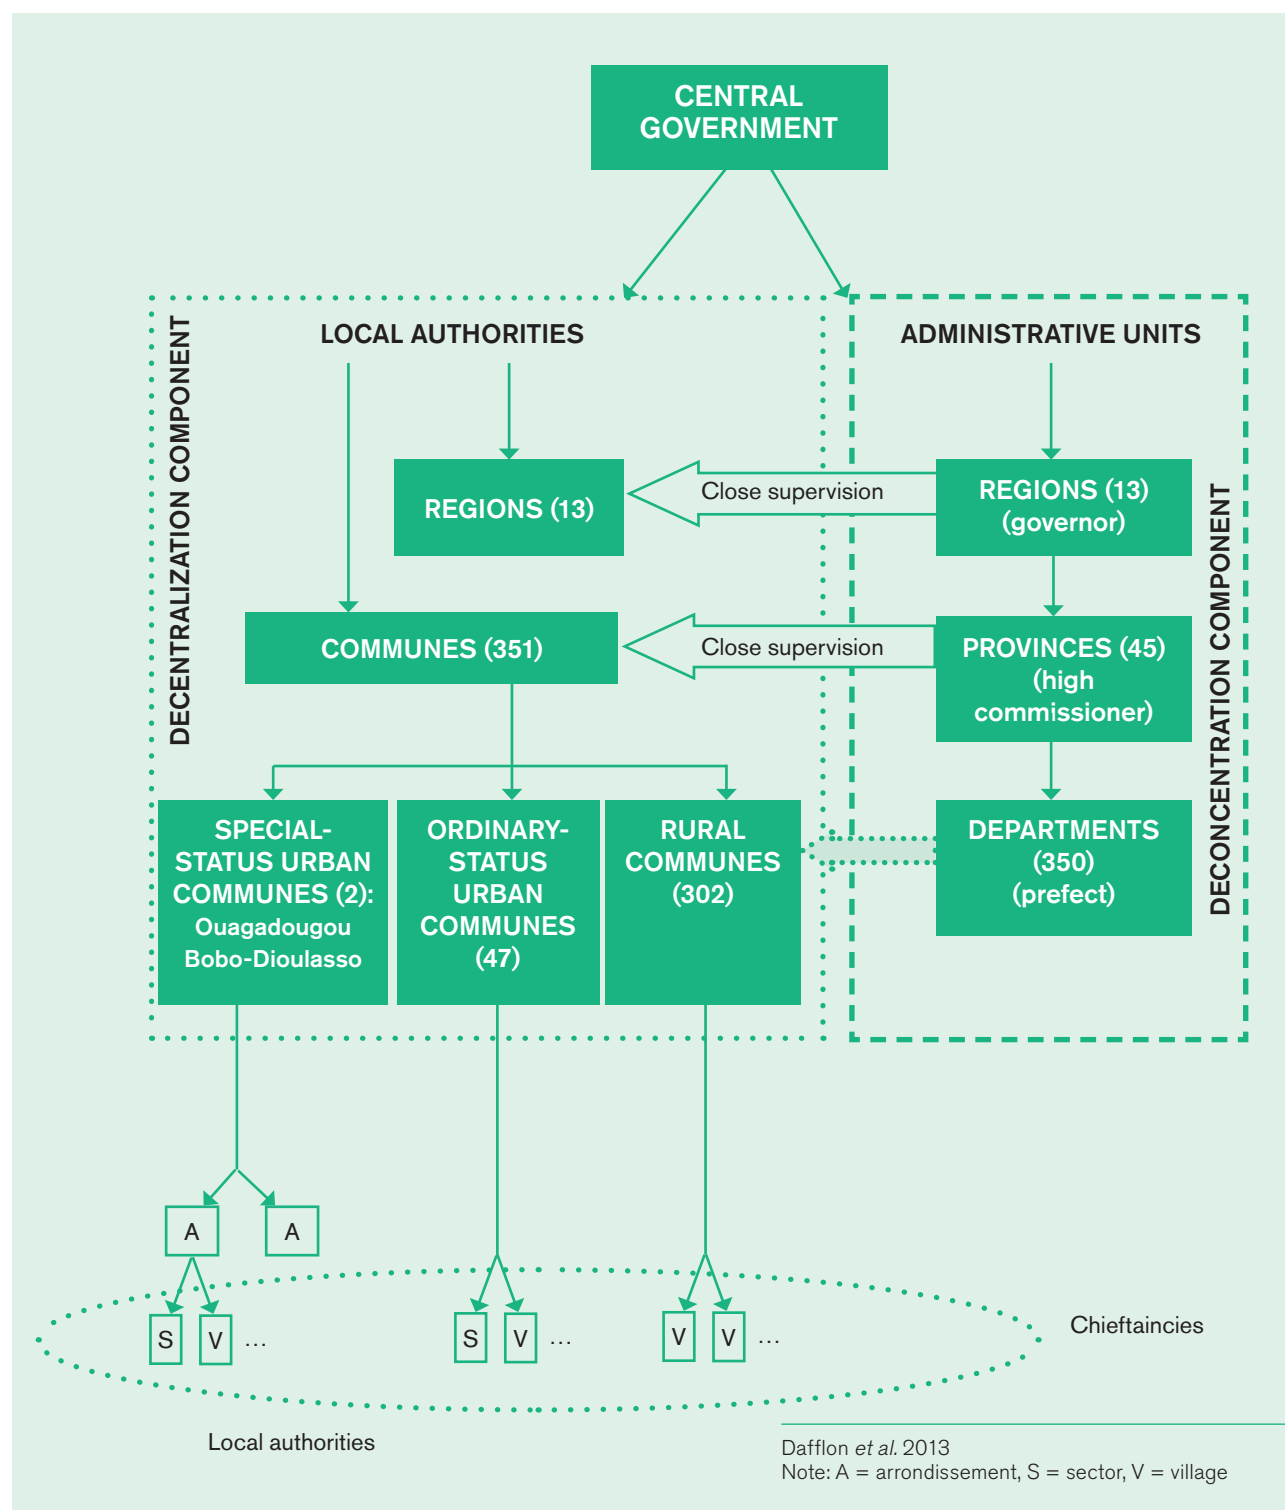 CENTRAL
GOVERNMENT
DECENTRALIZATION COMPONENT
LOCAL AUTHORITIES
ADMINISTRATIVE UNITS
DECONCENTRATION COMPONENT
REGIONS (13)
Close supervision
REGIONS (13)
(governor)
COMMUNES (351)
Close supervision
PROVINCES (45)
(high
commissioner)
SPECIAL-
STATUS URBAN
COMMUNES (2):
Ouagadougou
Bobo-Dioulasso
ORDINARY-
STATUS
URBAN
COMMUNES
(47)
RURAL
COMMUNES
(302)
DEPARTMENTS
(350)
(prefect)
A
A
S
V
...
S
V
...
V
V
...
Chieftaincies
Local authorities
Dafflon et al. 2013
Note: A = arrondissement, S = sector, V = village